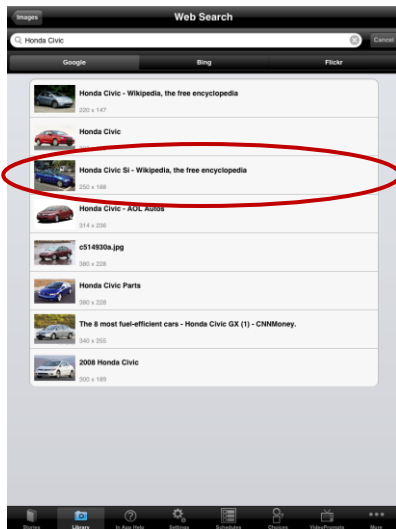 Images
Web Search
Honda Civic
Cancel
Google
Bing
Flickr
Honda Civic - Wikipedia, the free encyclopedia
220 x 147
Honda Civic
Honda Civic Si - Wikipedia, the free encyclopedia
250 x 188
Honda Civic - AOL Autos
314 x 236
c514930a.jpg
380 x 228
Honda Civic Parts
380 x 228
The 8 most fuel-efficient cars - Honda Civic GX (1) - CNNMoney.
340 x 255
2008 Honda Civic
300 x 189
Stories
Library
In App Help
Settings
Schedules
Choices
VideoPrompts
More